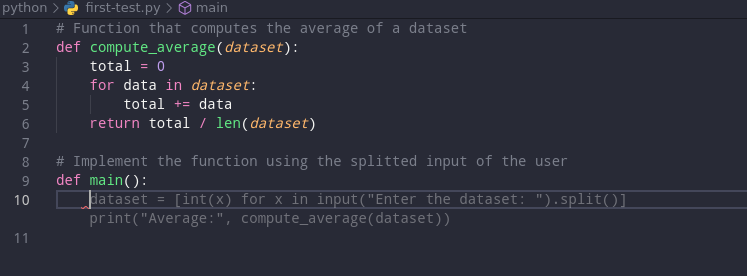 python > first-test.py > main
1 # Function that computes the average of a dataset
2 def compute_average(dataset):
3     total = 0
4     for data in dataset:
5         total += data
6     return total / len(dataset)
7
8 # Implement the function using the splitted input of the user
9 def main():
10     dataset = [int(x) for x in input("Enter the dataset: ").split()]
    print("Average:", compute_average(dataset))
11